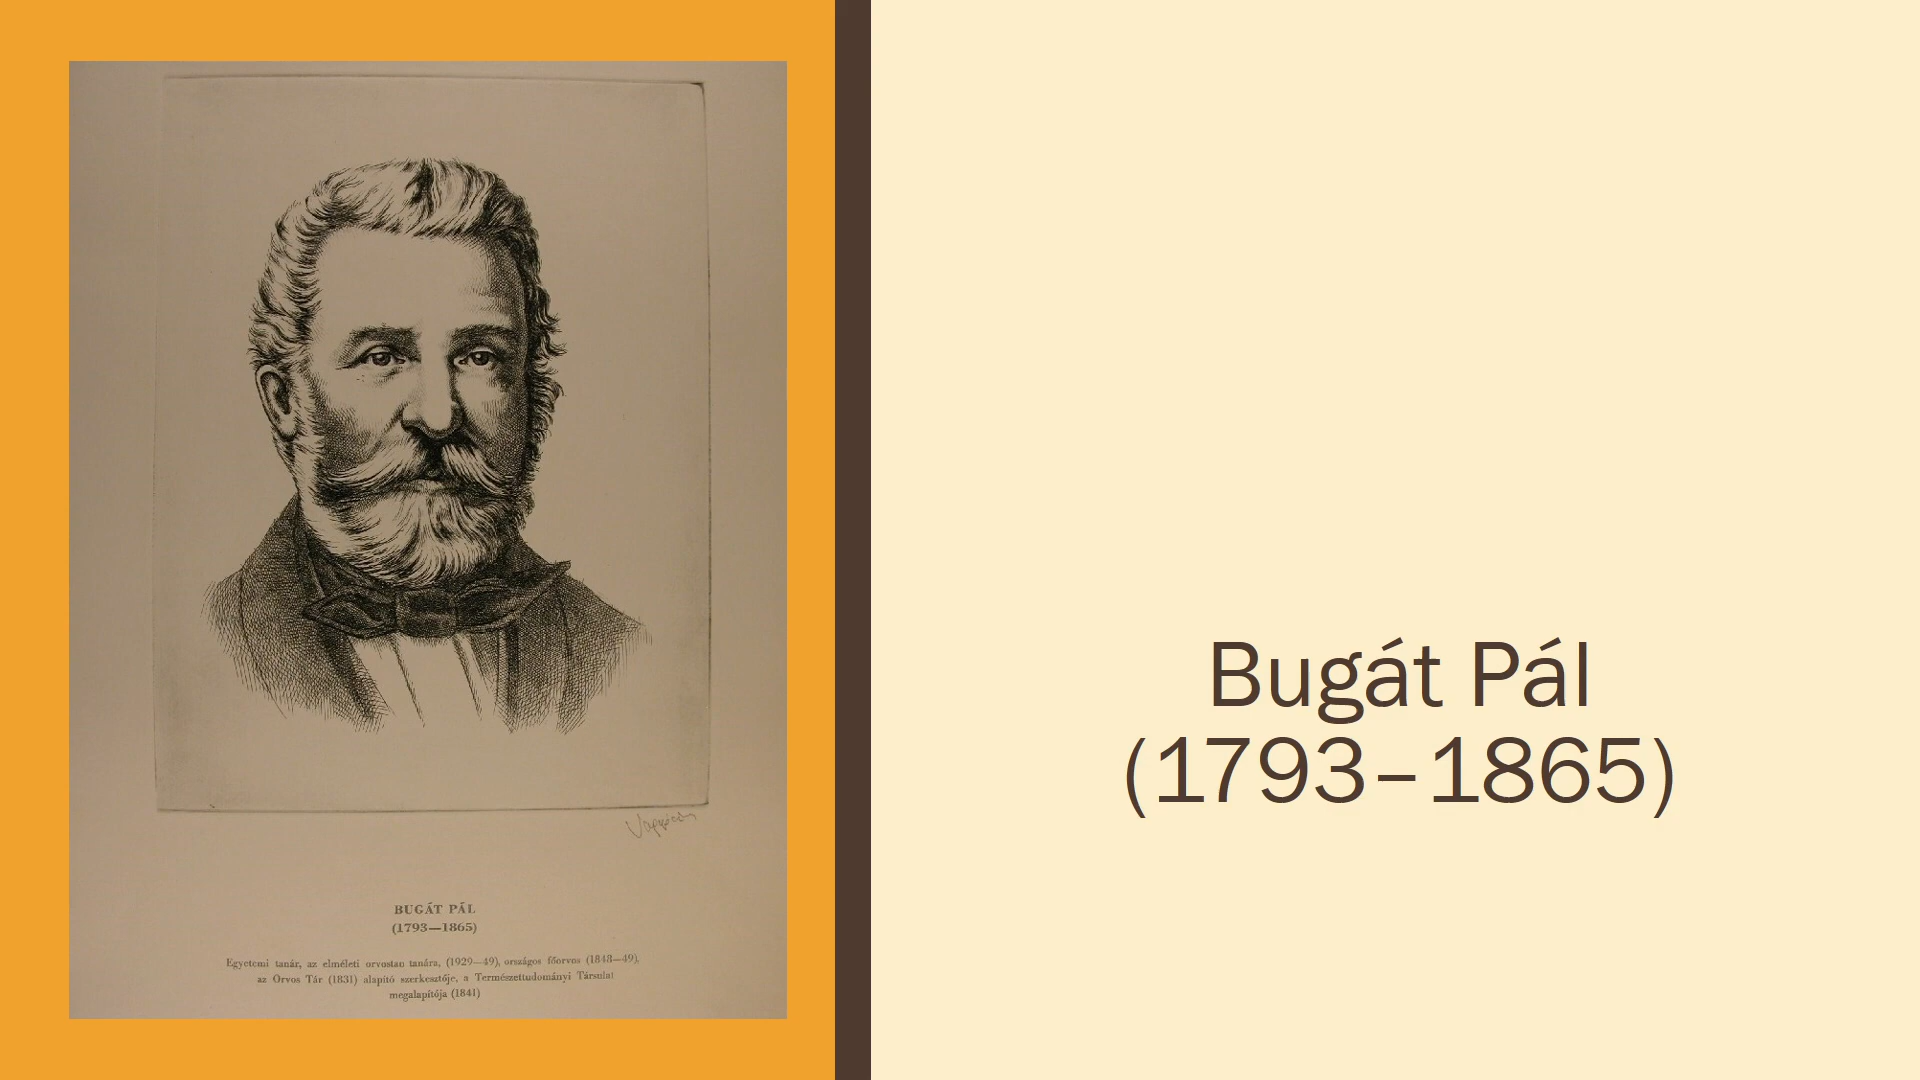 BUGÁT PÁL
(1793—1865)
Egyetemi tanár, az elméleti orvostan tanára, (1929—49), országos főorvos (1848—49),
az Orvos Tár (1831) alapító szerkesztője, a Természettudományi Társulat
megalapítója (1841)
Bugát Pál
(1793–1865)